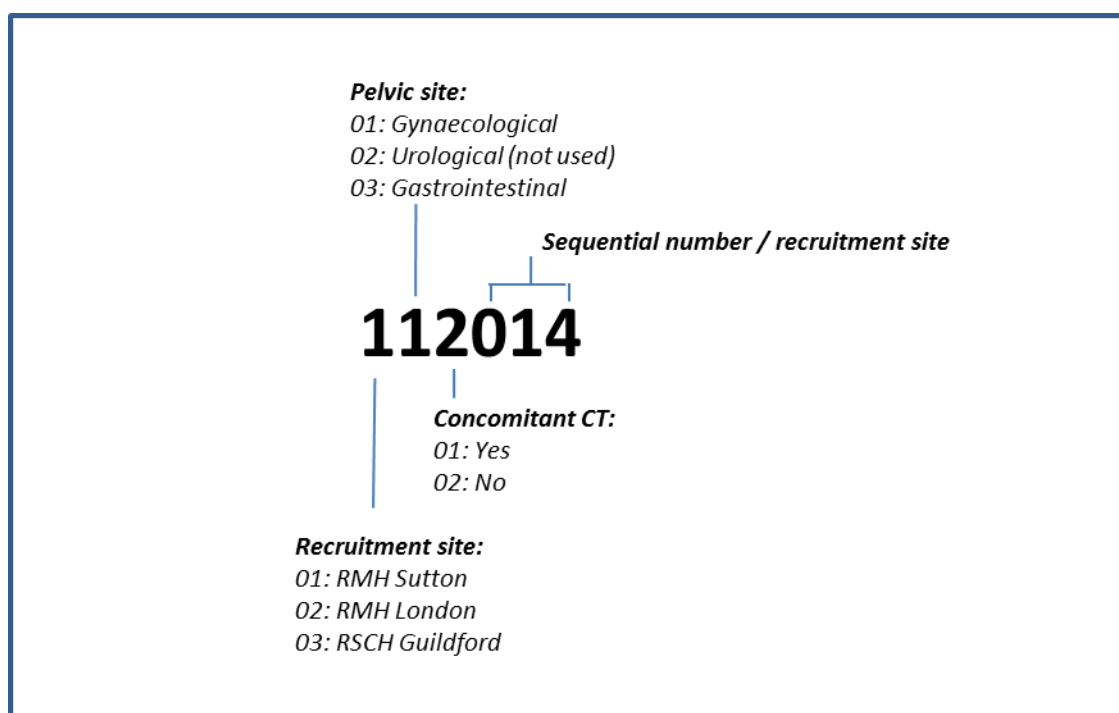 Pelvic site:
01: Gynaecological
02: Urological (not used)
03: Gastrointestinal
Sequential number / recruitment site
112014
Concomitant CT:
01: Yes
02: No
Recruitment site:
01: RMH Sutton
02: RMH London
03: RSCH Guildford